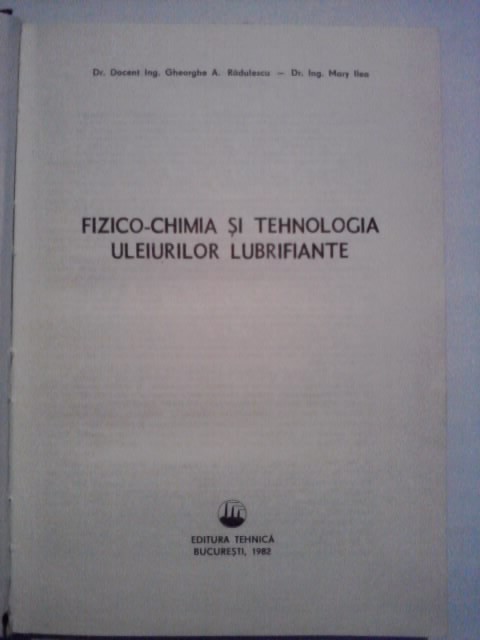 Dr. Docent Ing. Gheorghe A. Rădulescu — Dr. Ing. Mary Ilea
FIZICO-CHIMIA ȘI TEHNOLOGIA
ULEIURILOR LUBRIFIANTE
EDITURA TEHNICĂ
BUCUREȘTI, 1982